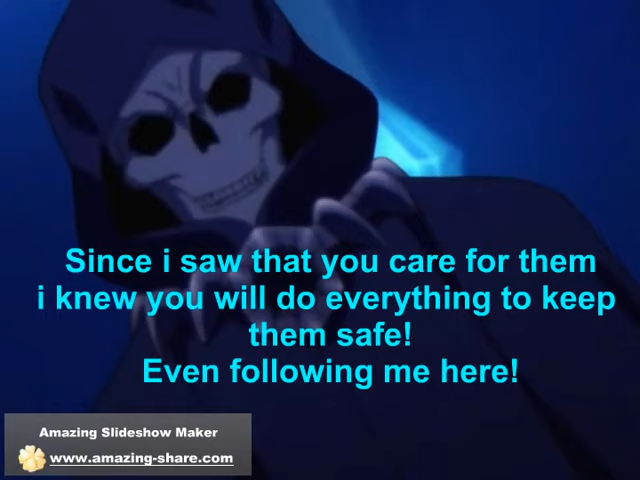 Since i saw that you care for them
i knew you will do everything to keep
them safe!
Even following me here!
Amazing Slideshow Maker
www.amazing-share.com